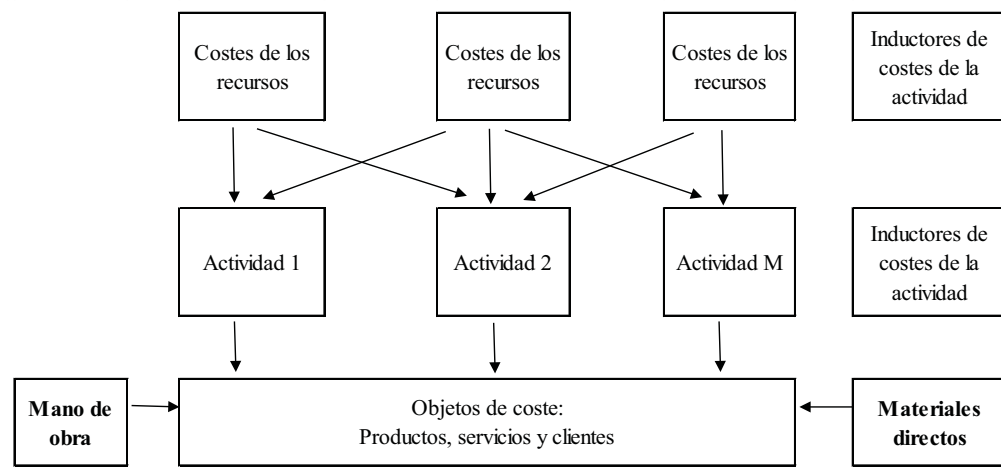 Costes de los
recursos
Costes de los
recursos
Costes de los
recursos
Inductores de
costes de la
actividad
Actividad 1
Actividad 2
Actividad M
Inductores de
costes de la
actividad
Mano de
obra
Objetos de coste:
Productos, servicios y clientes
Materiales
directos